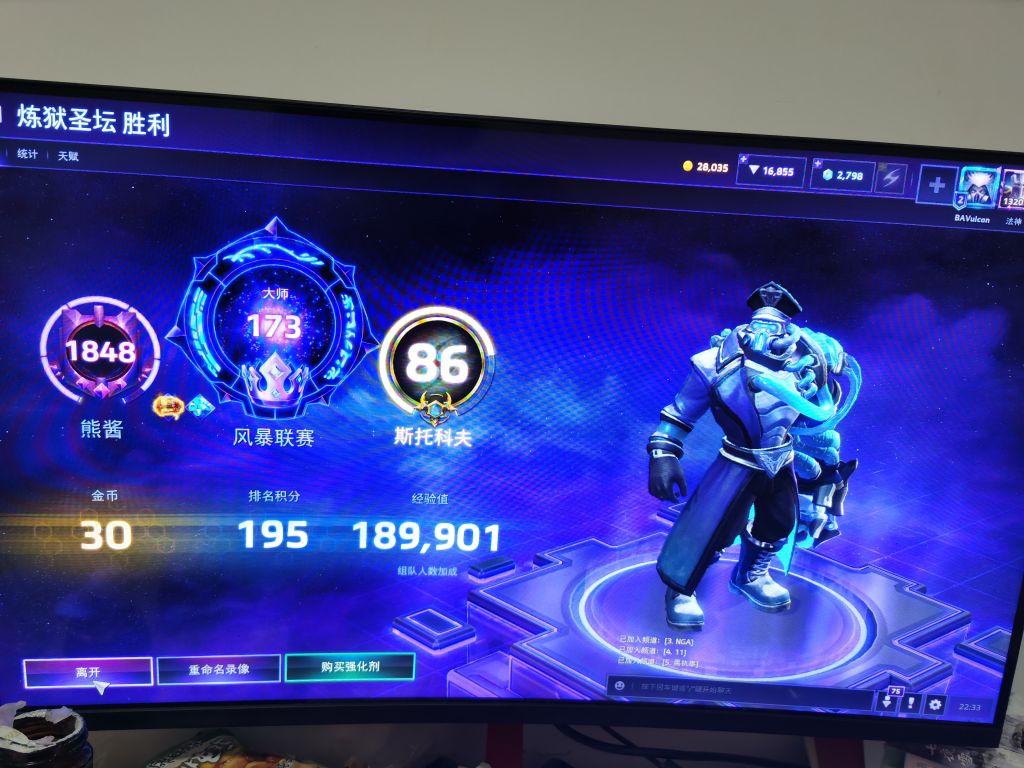 炼狱圣坛 胜利
统计 天赋
28,035
16,855
2,798
2
1320
BAVulcan
法神
大师
173
1848
86
熊酱
风暴联赛
斯托科夫
金币
排名积分
经验值
30
195
189,901
组队人数加成
已加入频道：[3. NGA]
已加入频道：[4. 11]
离开
重命名录像
购买强化剂
75
22:33